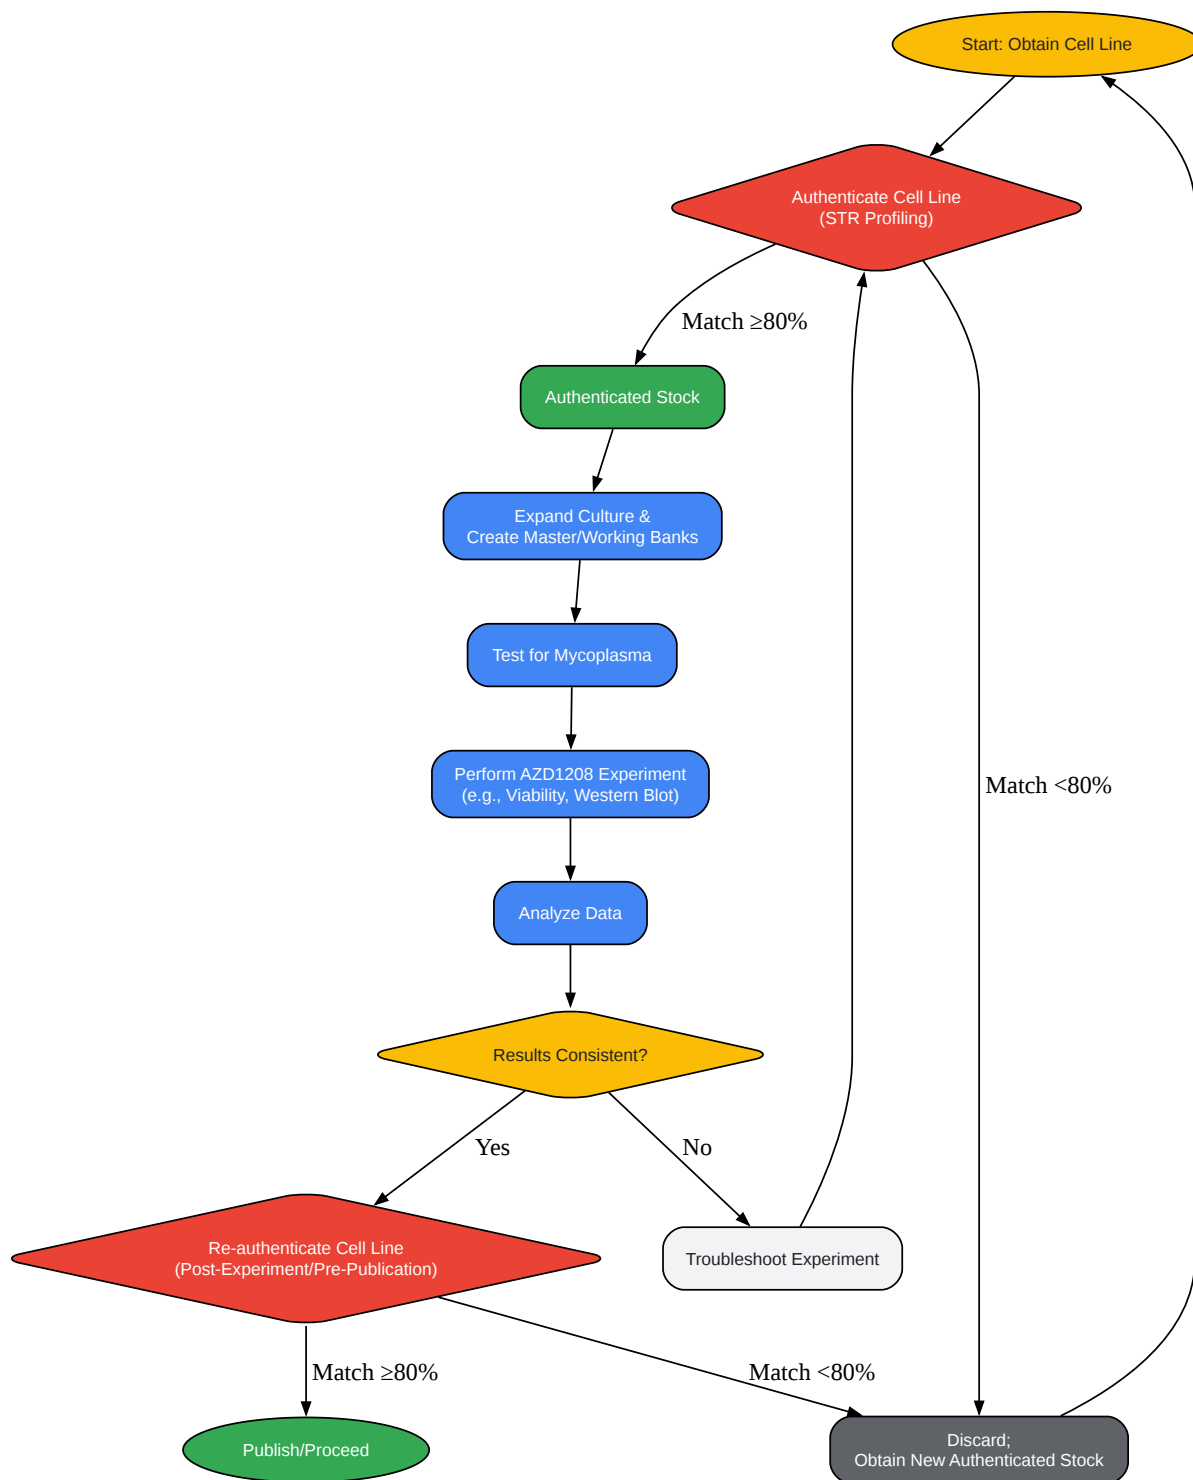 Start: Obtain Cell Line
Authenticate Cell Line
(STR Profiling)
Match ≥80%
Authenticated Stock
Expand Culture &
Create Master/Working Banks
Test for Mycoplasma
Perform AZD1208 Experiment
(e.g., Viability, Western Blot)
Match <80%
Analyze Data
Results Consistent?
Yes
No
Re-authenticate Cell Line
(Post-Experiment/Pre-Publication)
Troubleshoot Experiment
Match ≥80%
Match <80%
Publish/Proceed
Discard;
Obtain New Authenticated Stock